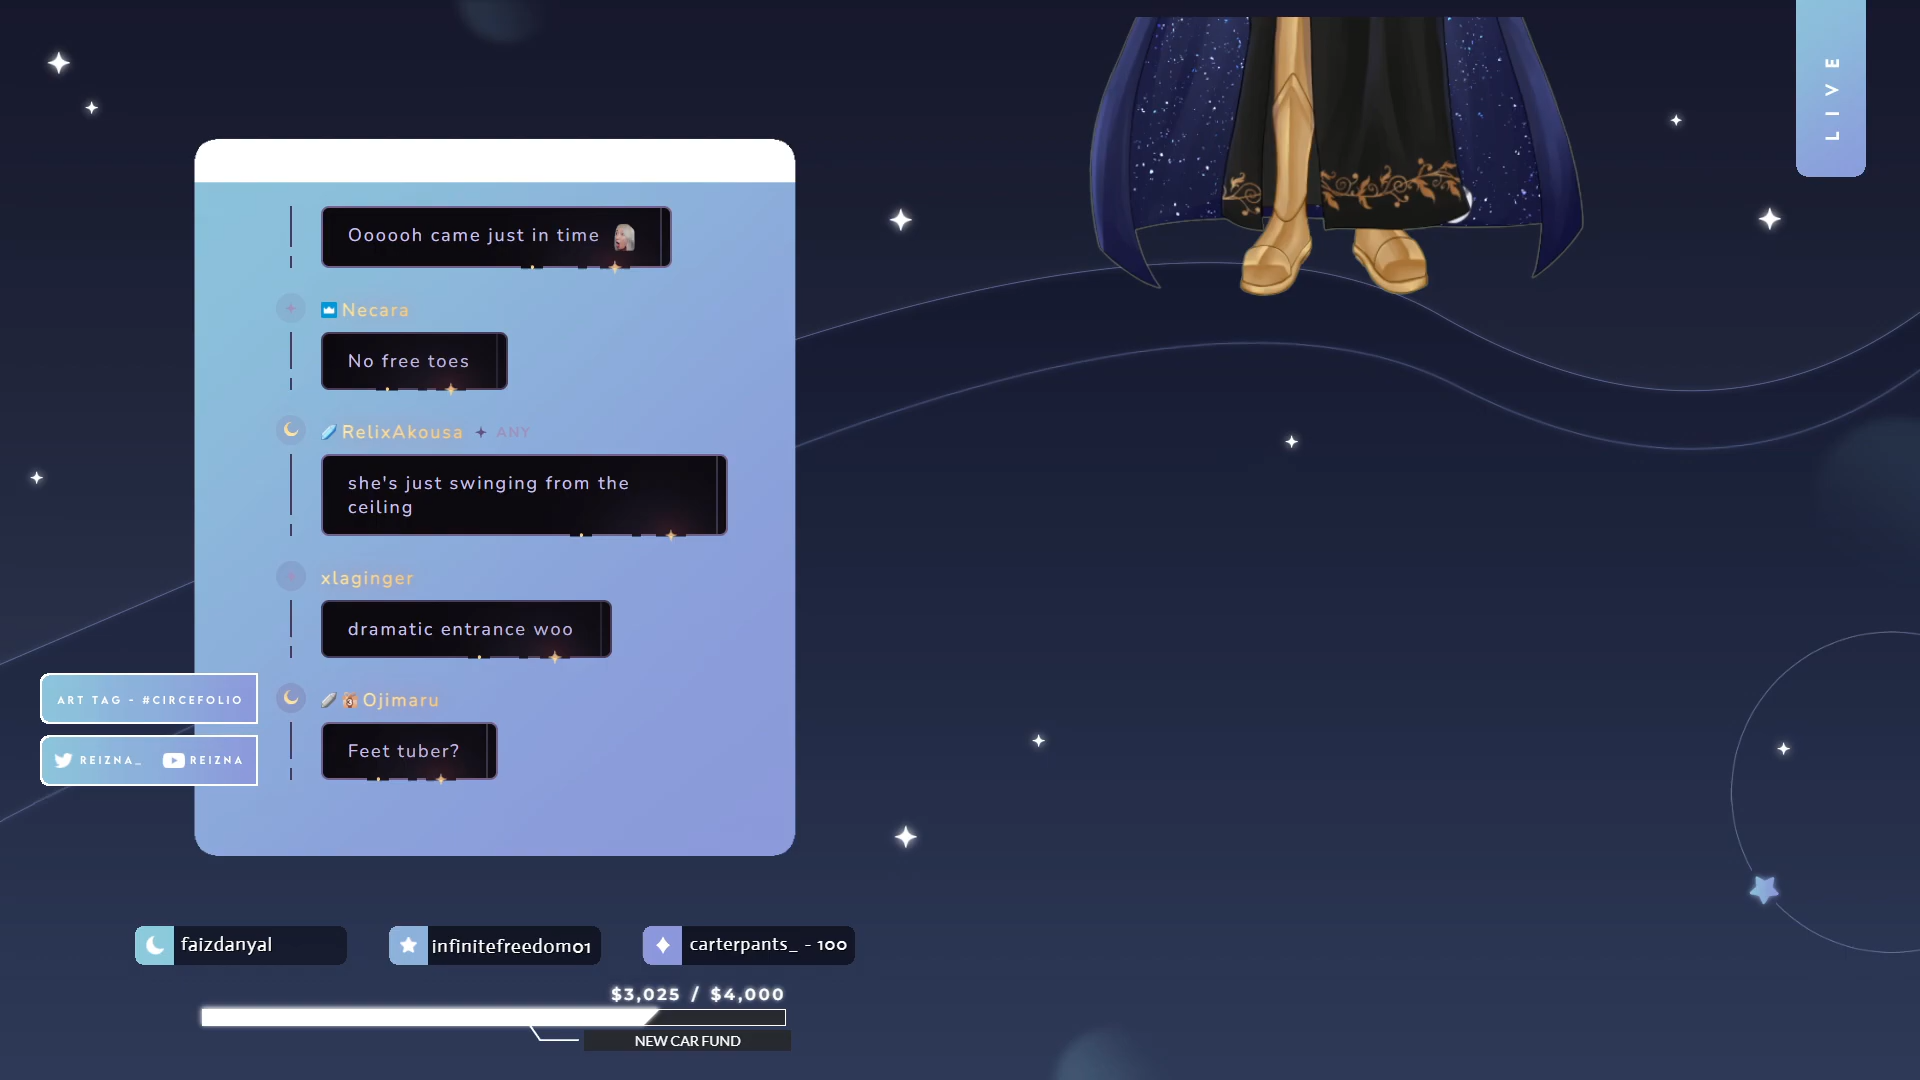 LIVE
Oooooh came just in time
Necara
No free toes
RelixAkousa ANY
she's just swinging from the
ceiling
xlaginger
dramatic entrance woo
Ojimaru
Feet tuber?
ART TAG - #CIRCEFOLIO
REIZNA_ REIZNA
faizdanyal
infinitefreedom01
carterpants_ - 100
$3,025 / $4,000
NEW CAR FUND